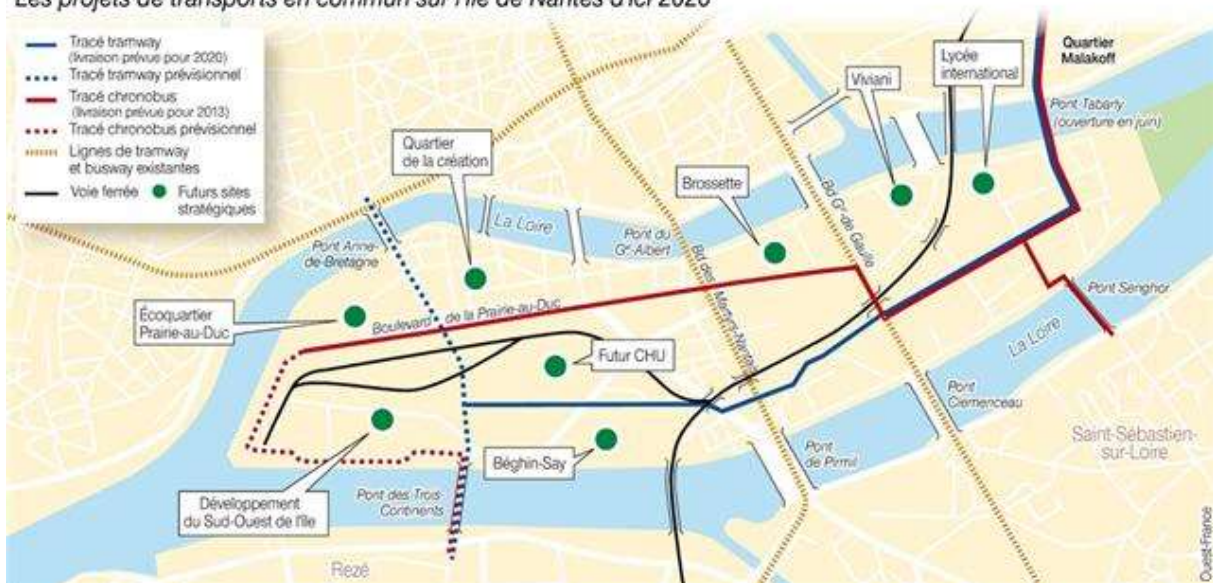 Les projets de transports en commun sur l'île de Nantes d'ici 2020
Tracé tramway
(livraison prévue pour 2020)
Tracé tramway prévisionnel
Tracé chronobus
(livraison prévue pour 2013)
Tracé chronobus prévisionnel
Lignes de tramway
et busway existantes
Voie ferrée
Futurs sites
stratégiques
Quartier
de la création
Brossette
Viviani
Lycée
international
Quartier
Malakoff
Pont Tabarly
(ouverture en juin)
La Loire
Pont Anne-
de-Bretagne
Pont du
Gal-Albert
Bd des Martyrs-Nantais
Bd Gal-de-Gaulle
Écoquartier
Prairie-au-Duc
Boulevard de la Prairie-au-Duc
Futur CHU
Pont Senghor
La Loire
Pont
Clemenceau
Saint-Sébastien-
sur-Loire
Béghin-Say
Pont
de Pirmil
Développement
du Sud-Ouest de l'île
Pont des Trois
Continents
Rezé
Ouest-France